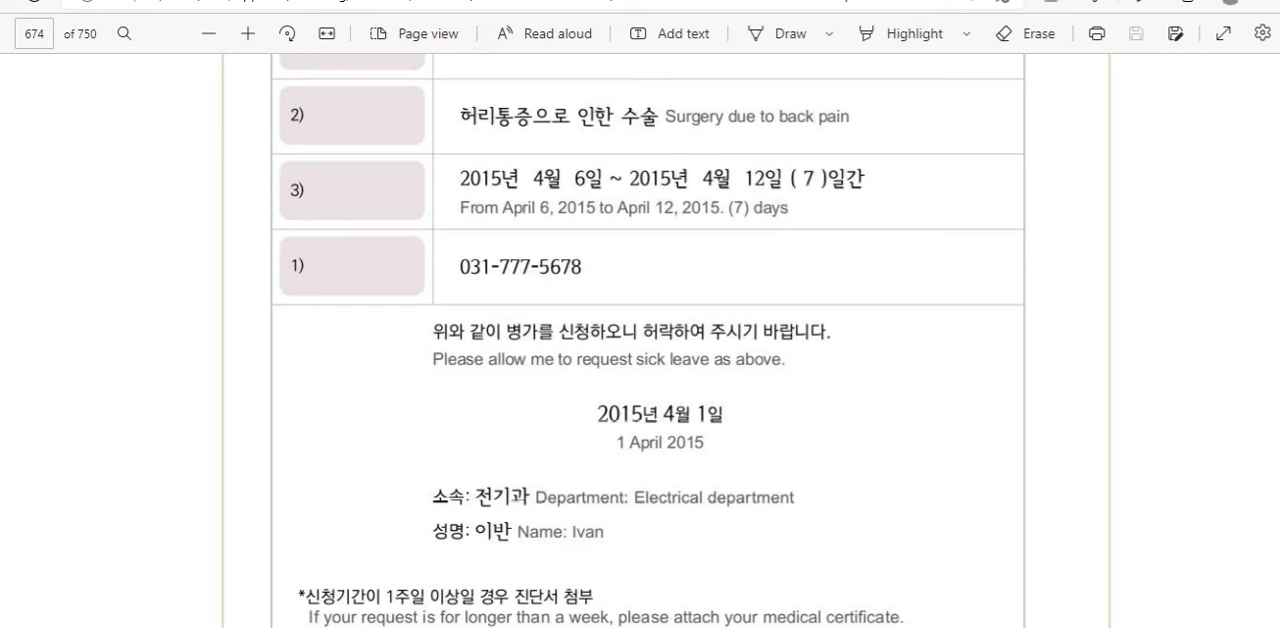 674 of 750 Page view Read aloud Add text Draw Highlight Erase
2) 허리통증으로 인한 수술 Surgery due to back pain
3) 2015년 4월 6일 ~ 2015년 4월 12일 ( 7 )일간
From April 6, 2015 to April 12, 2015. (7) days
1) 031-777-5678
위와 같이 병가를 신청하오니 허락하여 주시기 바랍니다.
Please allow me to request sick leave as above.
2015년 4월 1일
1 April 2015
소속: 전기과 Department: Electrical department
성명: 이반 Name: Ivan
*신청기간이 1주일 이상일 경우 진단서 첨부
If your request is for longer than a week, please attach your medical certificate.